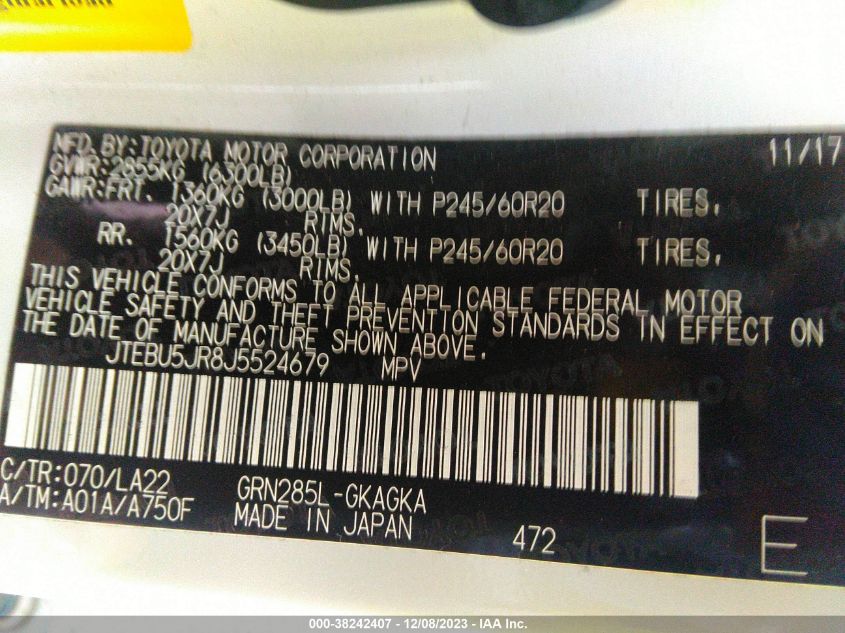 MFD.BY:TOYOTA MOTOR CORPORATION 11/17
GVWR:2855KG (6300LB)
GAWR:FRT. 1360KG (3000LB) WITH P245/60R20 TIRES,
20X7J RIMS,
RR. 1560KG (3450LB) WITH P245/60R20 TIRES,
20X7J RIMS,
THIS VEHICLE CONFORMS TO ALL APPLICABLE FEDERAL MOTOR
VEHICLE SAFETY AND THEFT PREVENTION STANDARDS IN EFFECT ON
THE DATE OF MANUFACTURE SHOWN ABOVE.
JTEBU5JR8J5524679 MPV
C/TR:070/LA22 GRN285L-GKAGKA
A/TM:A01A/A750F MADE IN JAPAN 472 E
000-38242407 - 12/08/2023 - © IAA Inc.